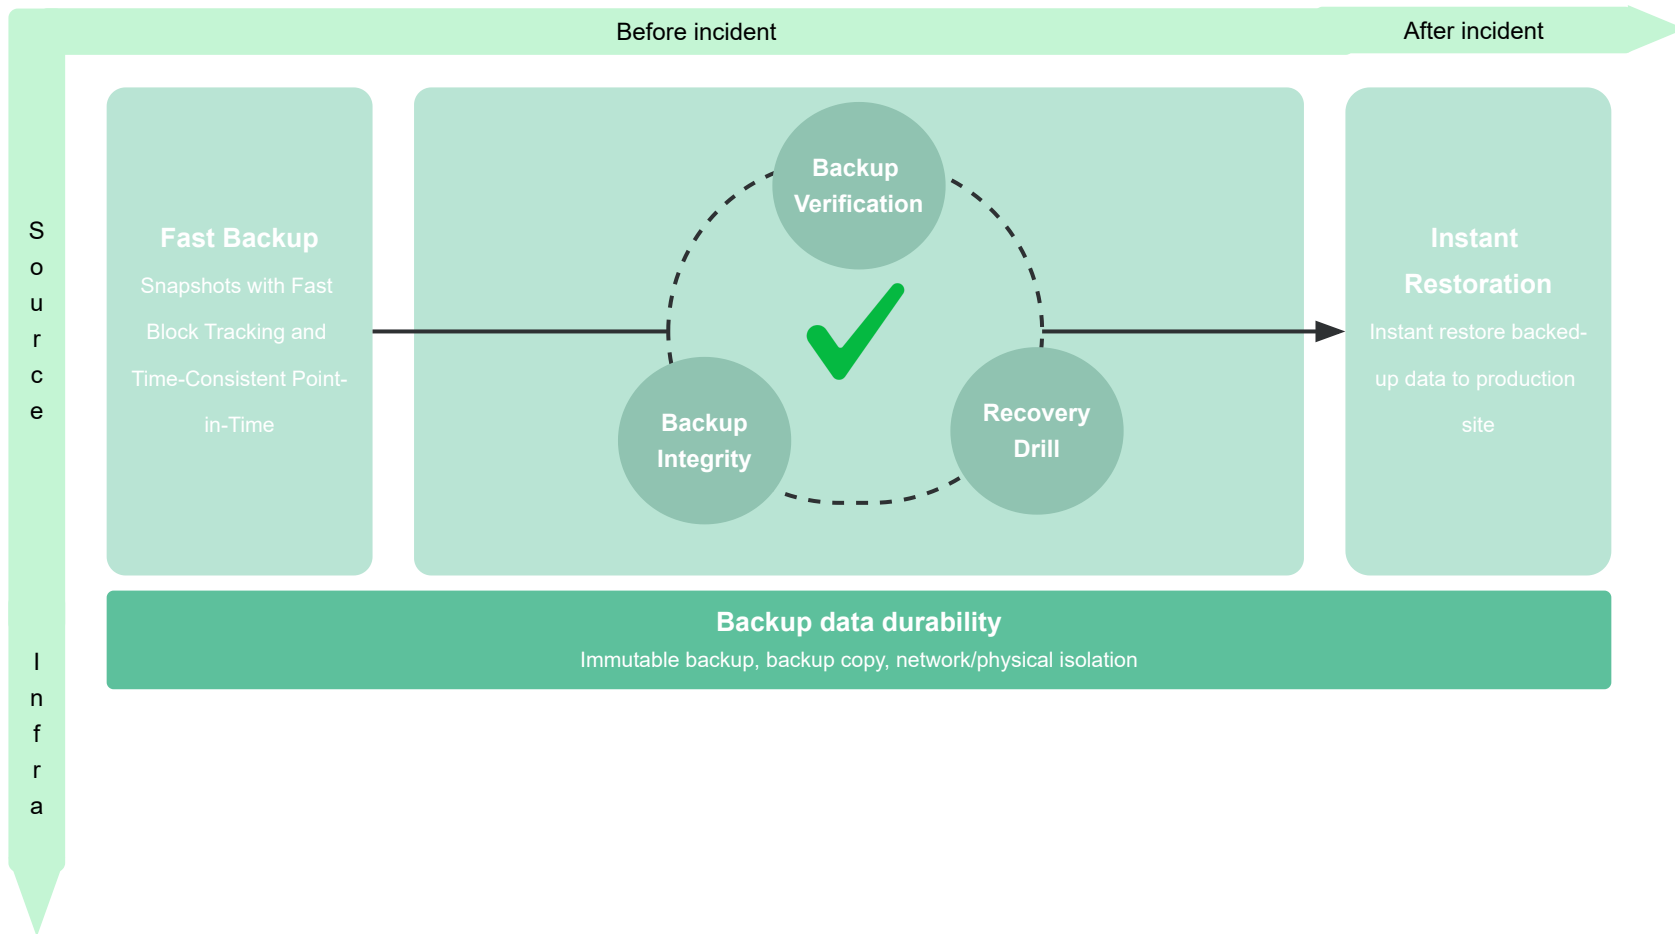 Before incident
After incident
Source
Infra
Fast Backup
Snapshots with Fast
Block Tracking and
Time-Consistent Point-
in-Time
Backup
Verification
Backup
Integrity
Recovery
Drill
Instant
Restoration
Instant restore backed-
up data to production
site
Backup data durability
Immutable backup, backup copy, network/physical isolation